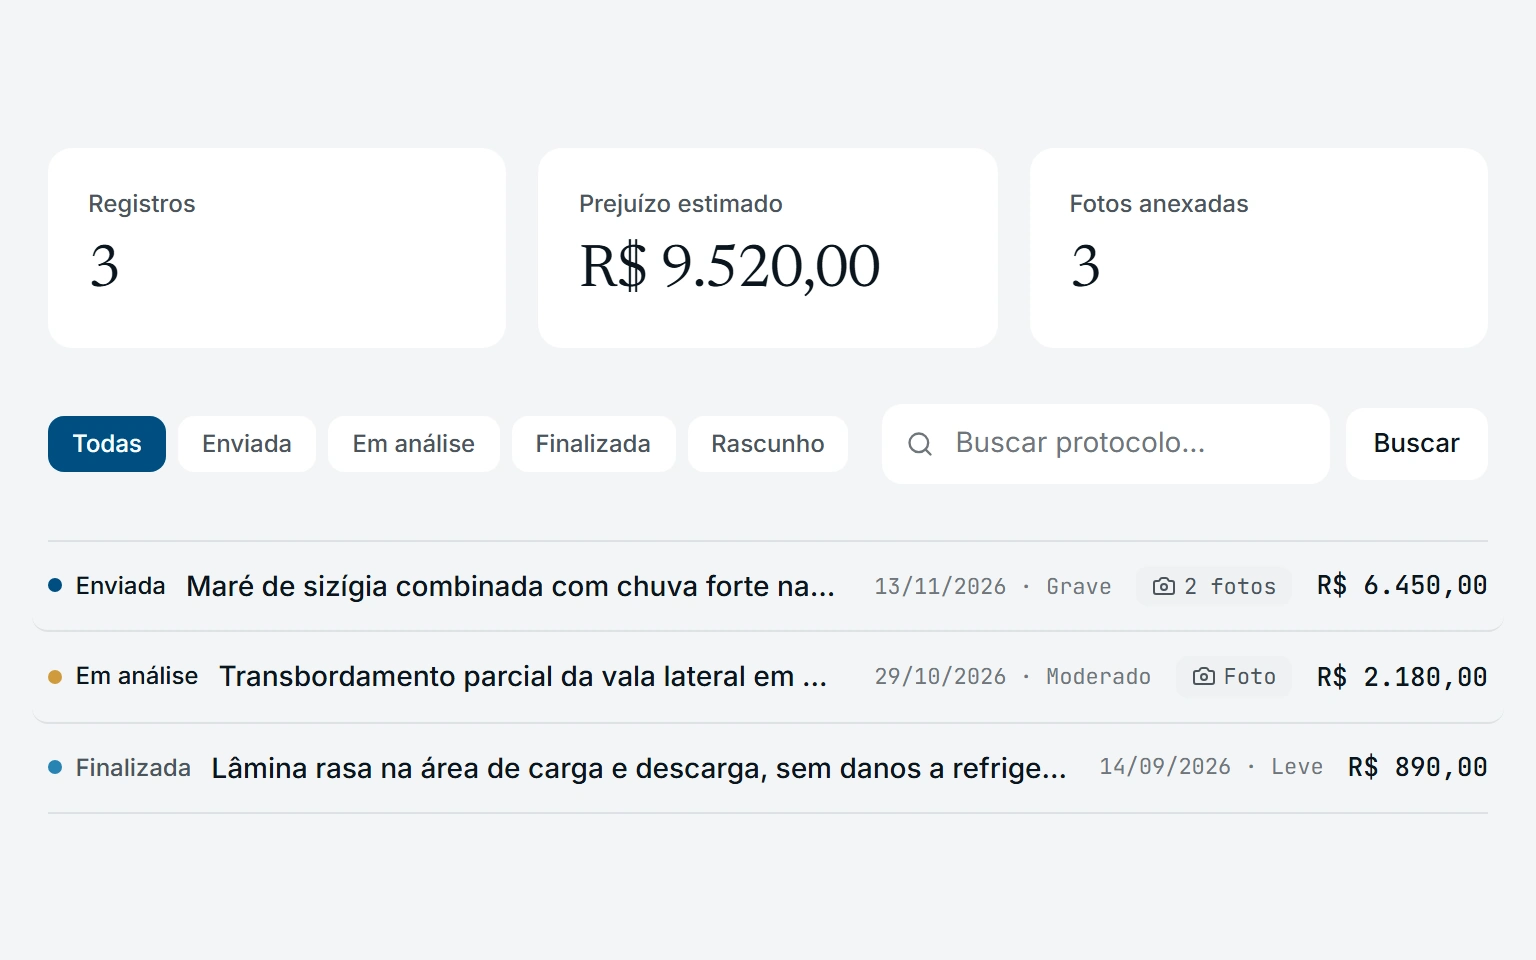 Registros
3
Prejuízo estimado
R$ 9.520,00
Fotos anexadas
3
Todas
Enviada
Em análise
Finalizada
Rascunho
Buscar protocolo...
Buscar
Enviada Maré de sizígia combinada com chuva forte na... 13/11/2026 · Grave 2 fotos R$ 6.450,00
Em análise Transbordamento parcial da vala lateral em ... 29/10/2026 · Moderado Foto R$ 2.180,00
Finalizada Lâmina rasa na área de carga e descarga, sem danos a refrige... 14/09/2026 · Leve R$ 890,00